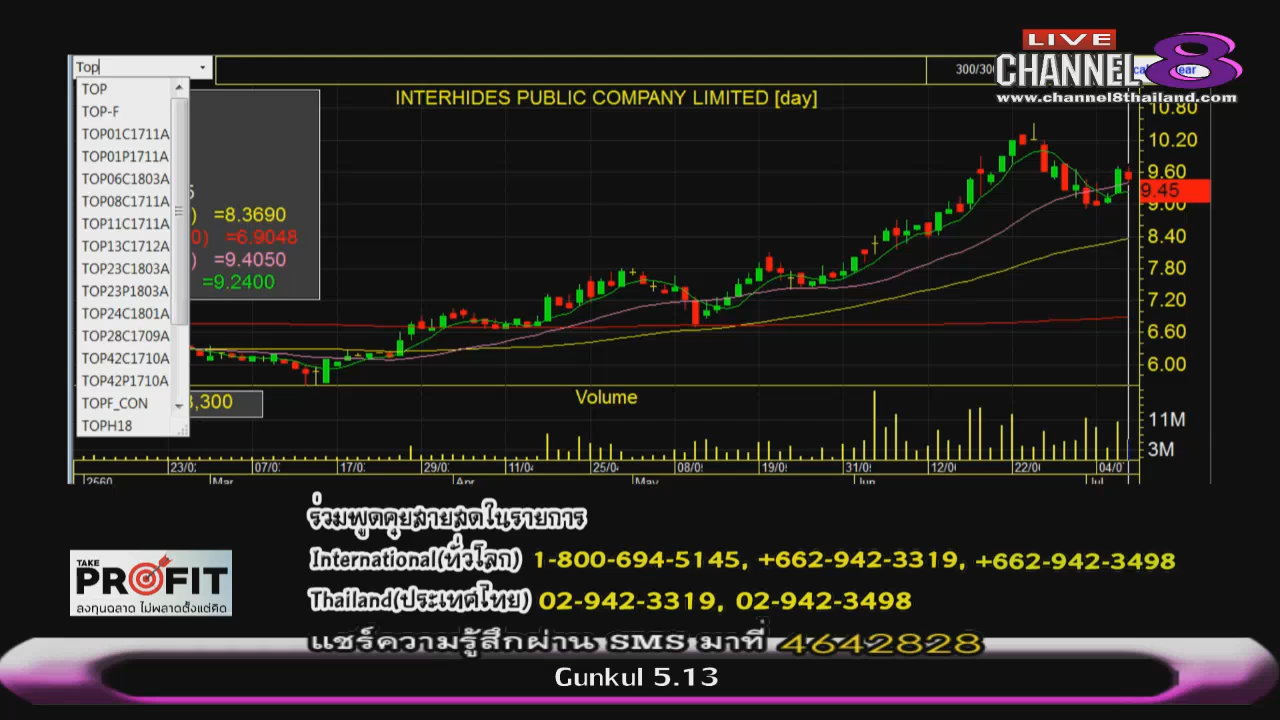 LIVE
CHANNEL 8
www.channel8thailand.com
Top
300/300
INTERHIDES PUBLIC COMPANY LIMITED [day]
TOP
TOP-F
TOP01C1711A
TOP01P1711A
TOP06C1803A
TOP08C1711A
TOP11C1711A
TOP13C1712A
TOP23C1803A
TOP23P1803A
TOP24C1801A
TOP28C1709A
TOP42C1710A
TOP42P1710A
TOPF_CON
TOPH18
5
) =8.3690
0) =6.9048
) =9.4050
=9.2400
10.80
10.20
9.60
9.45
9.00
8.40
7.80
7.20
6.60
6.00
3,300
Volume
11M
3M
23/0 07/0 17/0 29/0 11/0 25/0 08/0 19/0 31/0 12/0 22/0 04/0
2560 Mar Apr May Jun Jul
ร่วมพูดคุยสายสดในรายการ
International(ทั่วโลก) 1-800-694-5145, +662-942-3319, +662-942-3498
Thailand(ประเทศไทย) 02-942-3319, 02-942-3498
แชร์ความรู้สึกผ่าน SMS มาที่ 4642828
TAKE
PROFIT
ลงทุนฉลาด ไม่พลาดตั้งแต่คิด
Gunkul 5.13